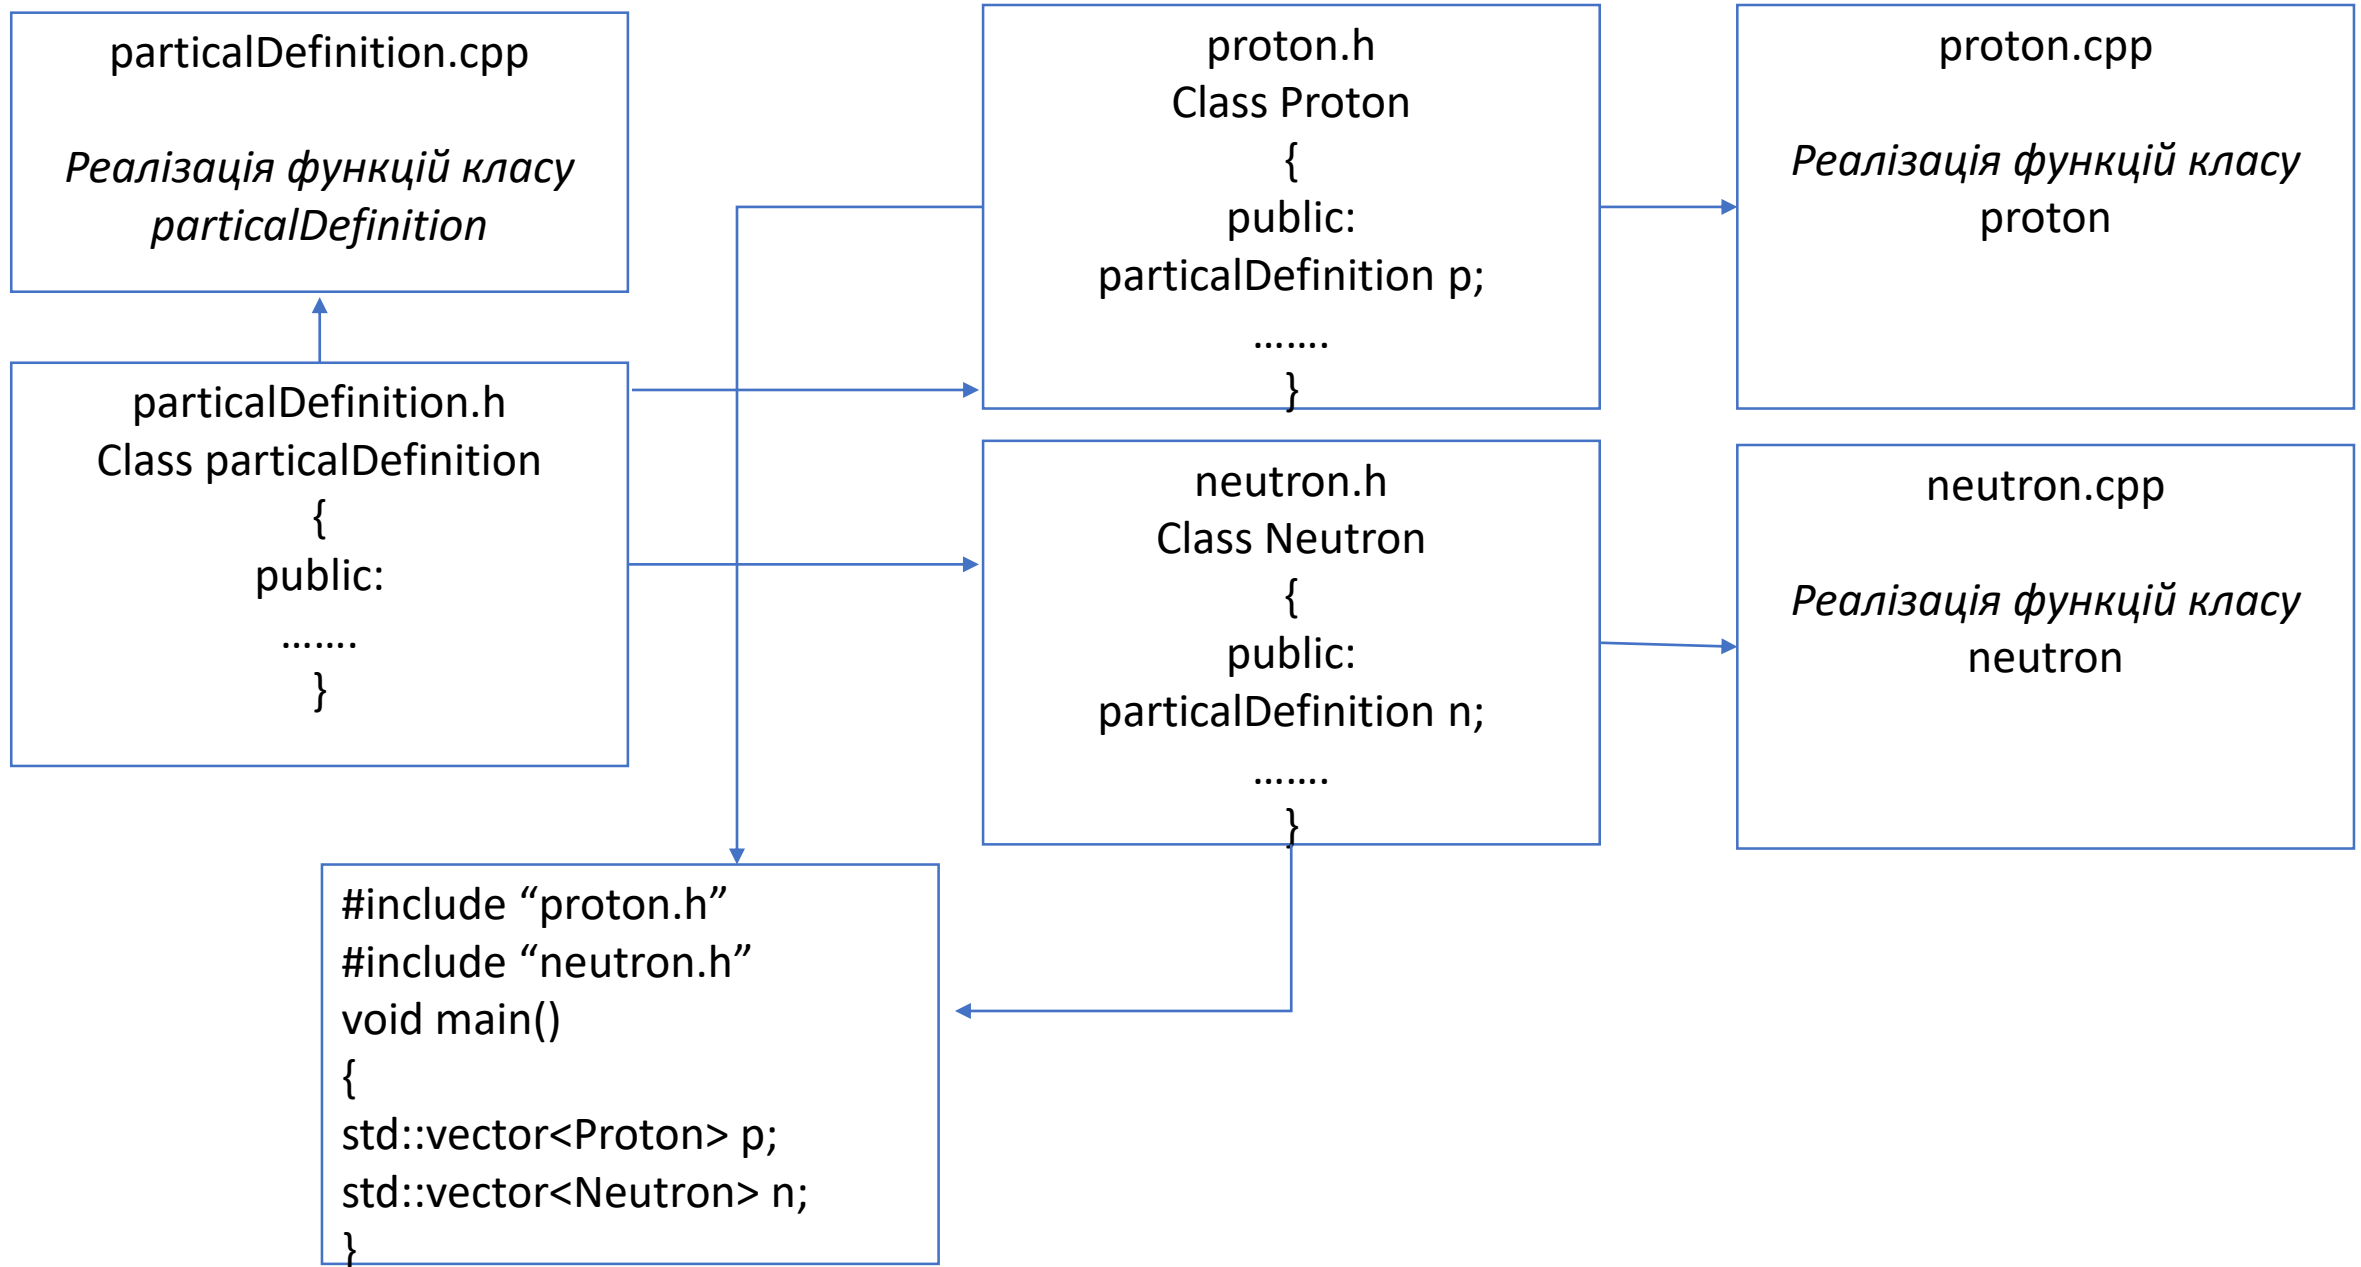 particalDefinition.cpp
Реалізація функцій класу
particalDefinition
particalDefinition.h
Class particalDefinition
{
public:
…….
}
proton.h
Class Proton
{
public:
particalDefinition p;
…….
}
proton.cpp
Реалізація функцій класу
proton
neutron.h
Class Neutron
{
public:
particalDefinition n;
…….
}
neutron.cpp
Реалізація функцій класу
neutron
#include “proton.h”
#include “neutron.h”
void main()
{
std::vector<Proton> p;
std::vector<Neutron> n;
}